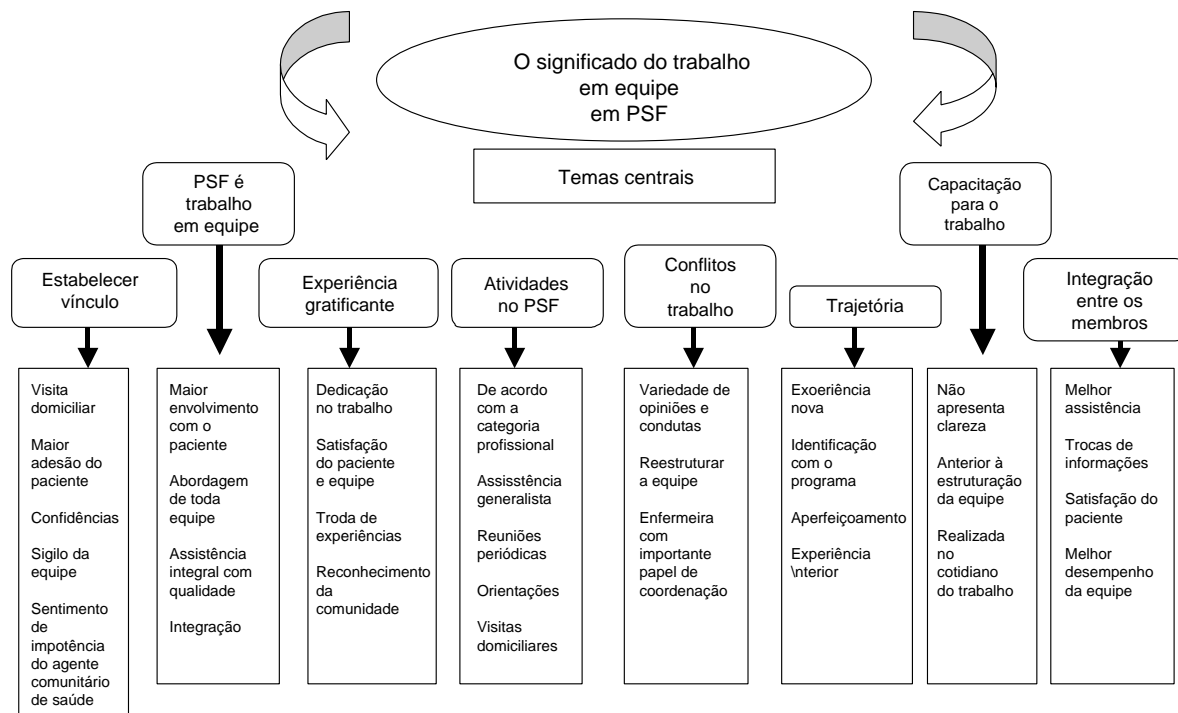 O significado do trabalho
em equipe
em PSF
Temas centrais
PSF é
trabalho
em equipe
Capacitação
para o
trabalho
Estabelecer
vínculo
Experiência
gratificante
Atividades
no PSF
Conflitos
no
trabalho
Trajetória
Integração
entre os
membros
Visita
domiciliar
Maior
adesão do
paciente
Confidências
Sigilo da
equipe
Sentimento
de
impotência
do agente
comunitário
de saúde
Maior
envolvimento
com o
paciente
Abordagem
de toda
equipe
Assistência
integral com
qualidade
Integração
Dedicação
no trabalho
Satisfação
do paciente
e equipe
Troda de
experiências
Reconhecimento
da
comunidade
De acordo
com a
categoria
profissional
Assisstência
generalista
Reuniões
periódicas
Orientações
Visitas
domiciliares
Variedade de
opiniões e
condutas
Reestruturar
a equipe
Enfermeira
com
importante
papel de
coordenação
Exoeriência
nova
Identificação
com o
programa
Aperfeiçoamento
Experiência
\nterior
Não
apresenta
clareza
Anterior à
estruturação
da equipe
Realizada
no
cotidiano
do trabalho
Melhor
assistência
Trocas de
informações
Satisfação do
paciente
Melhor
desempenho
da equipe